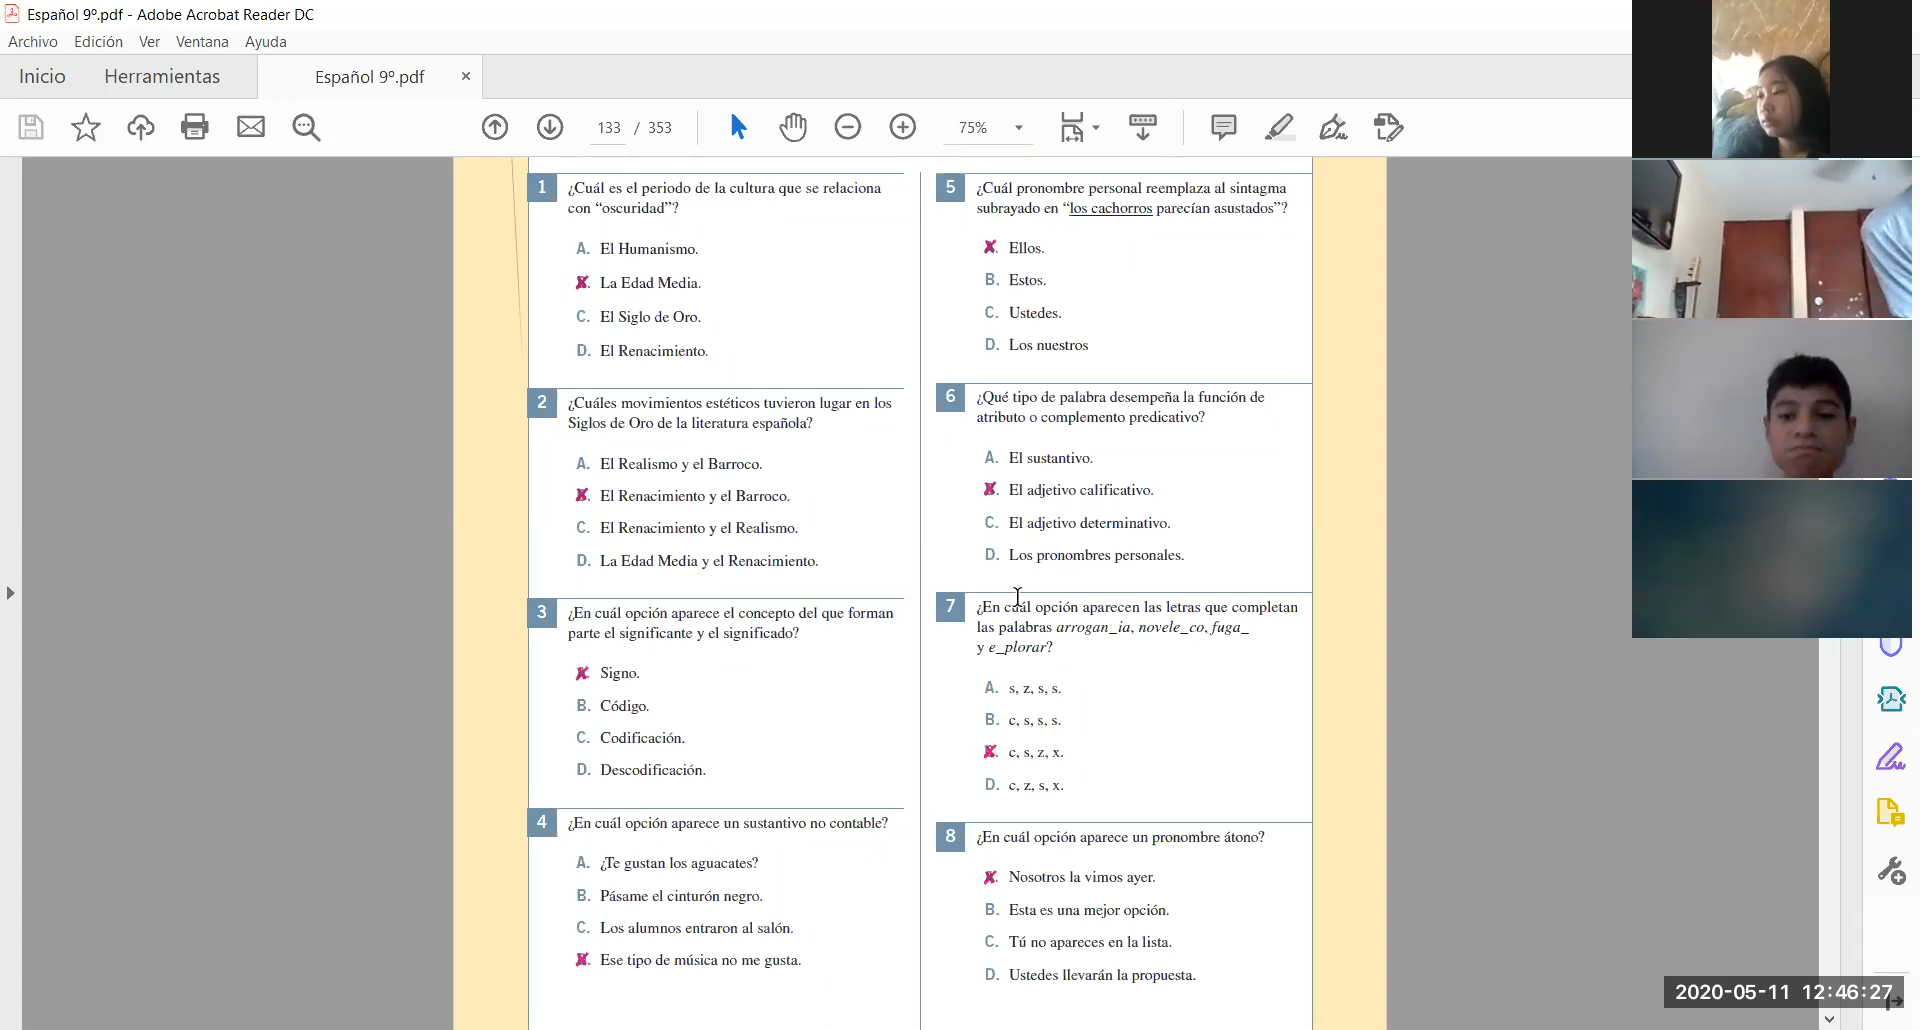 Español 9º.pdf - Adobe Acrobat Reader DC
Archivo Edición Ver Ventana Ayuda
Inicio Herramientas Español 9º.pdf ×
133 / 353 75%
1 ¿Cuál es el periodo de la cultura que se relaciona
con “oscuridad”?
A. El Humanismo.
La Edad Media.
C. El Siglo de Oro.
D. El Renacimiento.
2 ¿Cuáles movimientos estéticos tuvieron lugar en los
Siglos de Oro de la literatura española?
A. El Realismo y el Barroco.
El Renacimiento y el Barroco.
C. El Renacimiento y el Realismo.
D. La Edad Media y el Renacimiento.
3 ¿En cuál opción aparece el concepto del que forman
parte el significante y el significado?
Signo.
B. Código.
C. Codificación.
D. Descodificación.
4 ¿En cuál opción aparece un sustantivo no contable?
A. ¿Te gustan los aguacates?
B. Pásame el cinturón negro.
C. Los alumnos entraron al salón.
Ese tipo de música no me gusta.
5 ¿Cuál pronombre personal reemplaza al sintagma
subrayado en “los cachorros parecían asustados”?
Ellos.
B. Estos.
C. Ustedes.
D. Los nuestros
6 ¿Qué tipo de palabra desempeña la función de
atributo o complemento predicativo?
A. El sustantivo.
El adjetivo calificativo.
C. El adjetivo determinativo.
D. Los pronombres personales.
7 ¿En cuál opción aparecen las letras que completan
las palabras arrogan_ia, novele_co, fuga_
y e_plorar?
A. s, z, s, s.
B. c, s, s, s.
c, s, z, x.
D. c, z, s, x.
8 ¿En cuál opción aparece un pronombre átono?
Nosotros la vimos ayer.
B. Esta es una mejor opción.
C. Tú no apareces en la lista.
D. Ustedes llevarán la propuesta.
2020-05-11 12:46:27